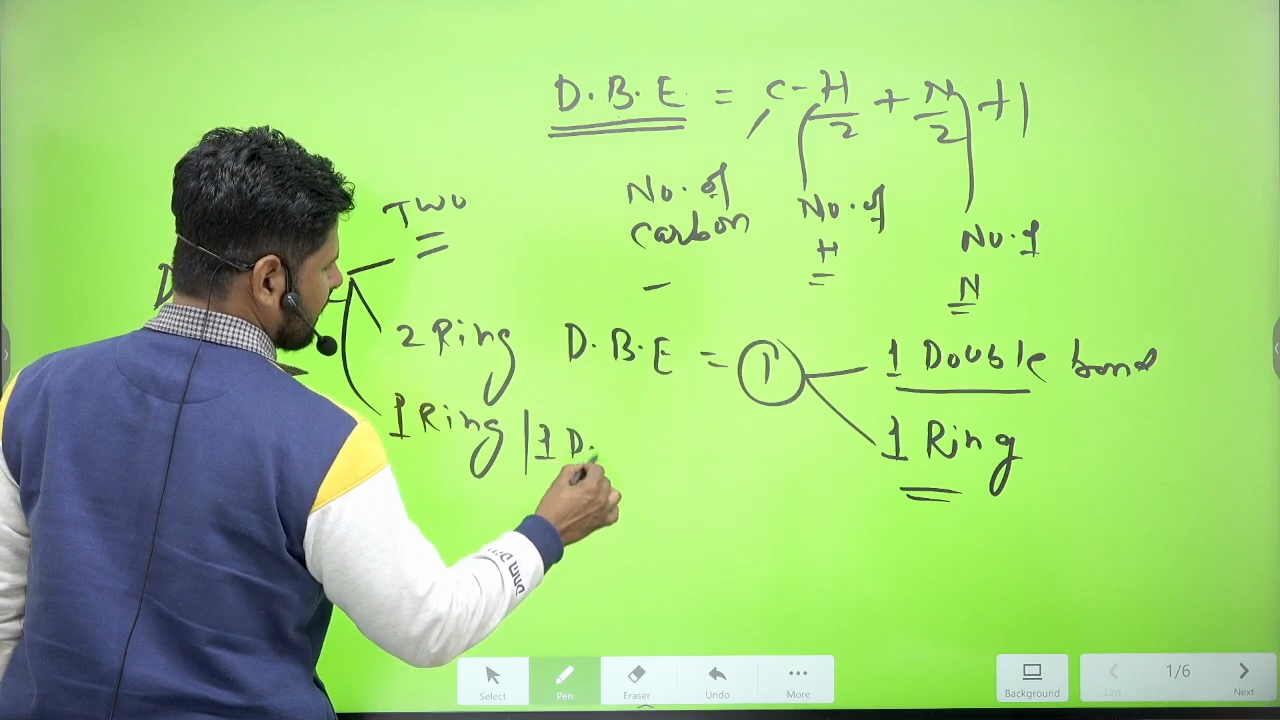 D.B.E = C - H/2 + N/2 + 1
No. of
carbon
No. of
H
No. of
N
Two
2 Ring
1 Ring | 1 D.
D.B.E = 1
1 Double bond
1 Ring
Select
Pen
Eraser
Undo
More
Background
Last
1/6
Next